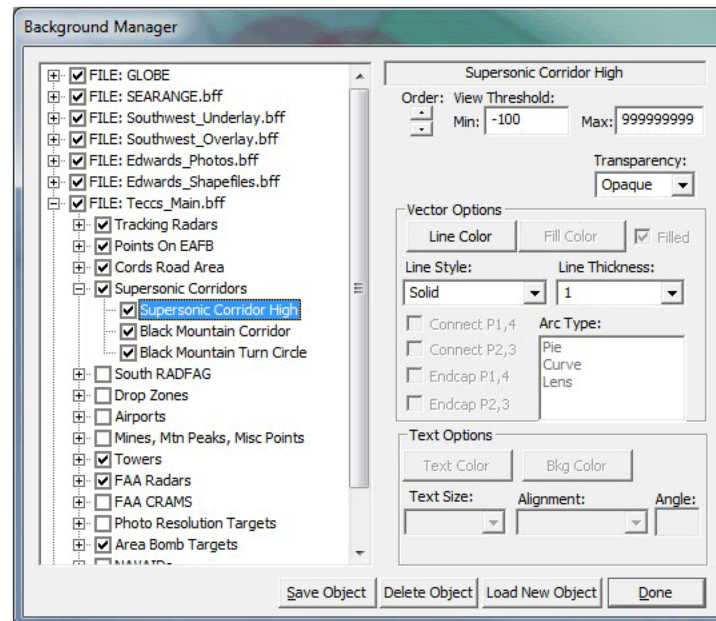 Background Manager
FILE: GLOBE
FILE: SEARANGE.bff
FILE: Southwest_Underlay.bff
FILE: Southwest_Overlay.bff
FILE: Edwards_Photos.bff
FILE: Edwards_Shapefiles.bff
FILE: Teccs_Main.bff
Tracking Radars
Points On EAFB
Cords Road Area
Supersonic Corridors
Supersonic Corridor High
Black Mountain Corridor
Black Mountain Turn Circle
South RADFAG
Drop Zones
Airports
Mines, Mtn Peaks, Misc Points
Towers
FAA Radars
FAA CRAMS
Photo Resolution Targets
Area Bomb Targets
NAVAIDs
Supersonic Corridor High
Order: View Threshold:
Min: -100 Max: 999999999
Transparency:
Opaque
Vector Options
Line Color Fill Color Filled
Line Style: Line Thickness:
Solid 1
Connect P1,4 Arc Type:
Connect P2,3 Pie
Endcap P1,4 Curve
Endcap P2,3 Lens
Text Options
Text Color Bkg Color
Text Size: Alignment: Angle:
Save Object Delete Object Load New Object Done